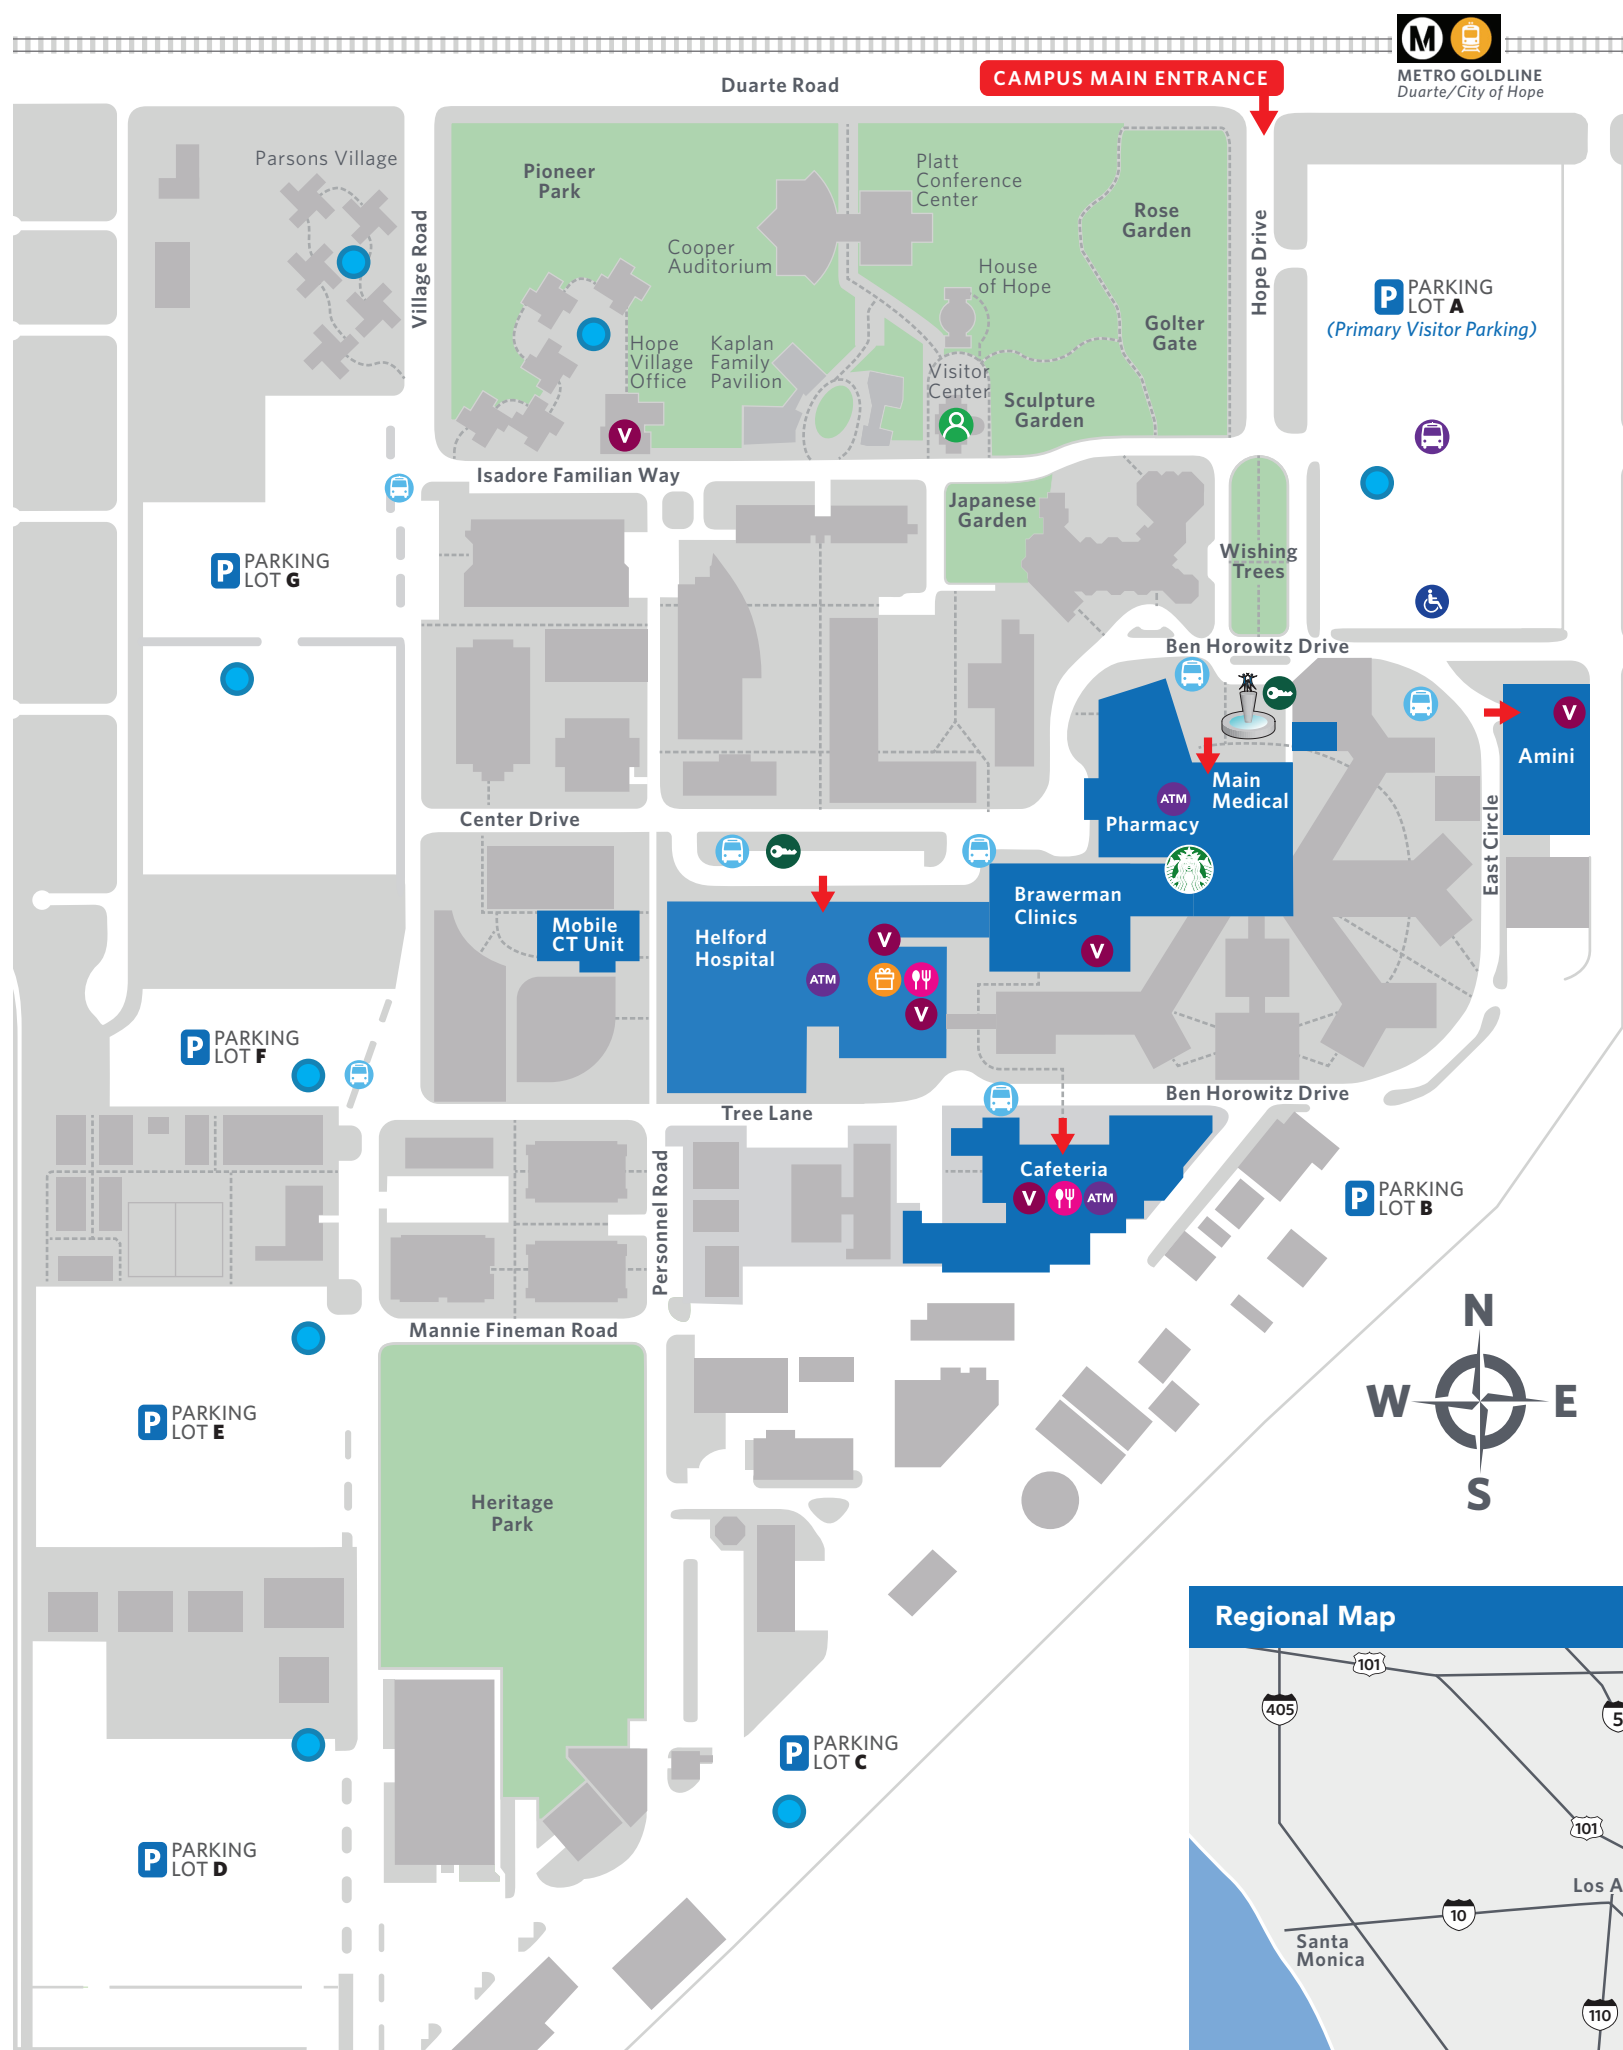 M
METRO GOLDLINE
Duarte/City of Hope
Duarte Road
CAMPUS MAIN ENTRANCE
Parsons Village
Village Road
Pioneer
Park
Cooper
Auditorium
Platt
Conference
Center
Rose
Garden
Hope Drive
House
of Hope
Golter
Gate
P PARKING
LOT A
(Primary Visitor Parking)
Hope
Village
Office
Kaplan
Family
Pavilion
Visitor
Center
Sculpture
Garden
V
Isadore Familian Way
Japanese
Garden
Wishing
Trees
P PARKING
LOT G
Ben Horowitz Drive
V
Amini
Main
Medical
ATM
Pharmacy
East Circle
Center Drive
Brawerman
Clinics
V
Mobile
CT Unit
Helford
Hospital
V
ATM
V
P PARKING
LOT F
Tree Lane
Ben Horowitz Drive
Personnel Road
Cafeteria
V
ATM
P PARKING
LOT B
Mannie Fineman Road
N
W
E
S
P PARKING
LOT E
Heritage
Park
P PARKING
LOT C
P PARKING
LOT D
Regional Map
101
405
5
101
Los A
10
Santa
Monica
110